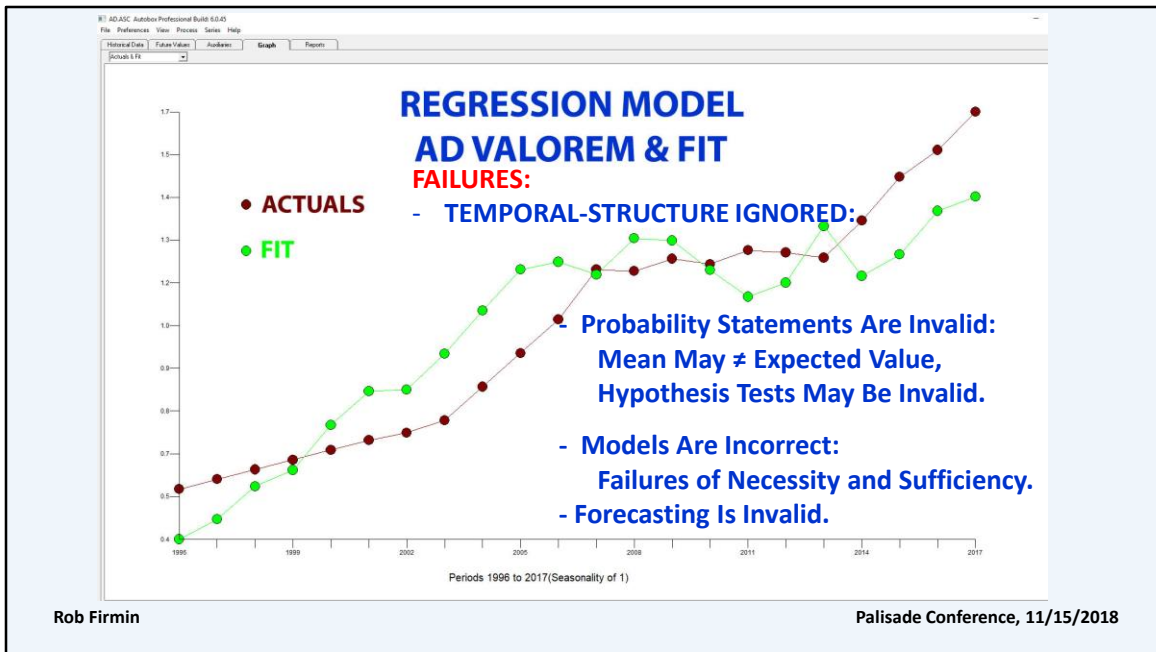 AD.ASC Autobox Professional Build: 6.0.45
File Preferences View Process Series Help
Historical Data Future Values Auxiliaries Graph Reports
Actuals & Fit
REGRESSION MODEL
AD VALOREM & FIT
FAILURES:
- TEMPORAL-STRUCTURE IGNORED:
ACTUALS
FIT
- Probability Statements Are Invalid:
Mean May ≠ Expected Value,
Hypothesis Tests May Be Invalid.
- Models Are Incorrect:
Failures of Necessity and Sufficiency.
- Forecasting Is Invalid.
1.7
1.5
1.4
1.3
1.2
1.0
0.9
0.8
0.7
0.5
0.4
1996 1999 2002 2005 2008 2011 2014 2017
Periods 1996 to 2017(Seasonality of 1)
Rob Firmin
Palisade Conference, 11/15/2018